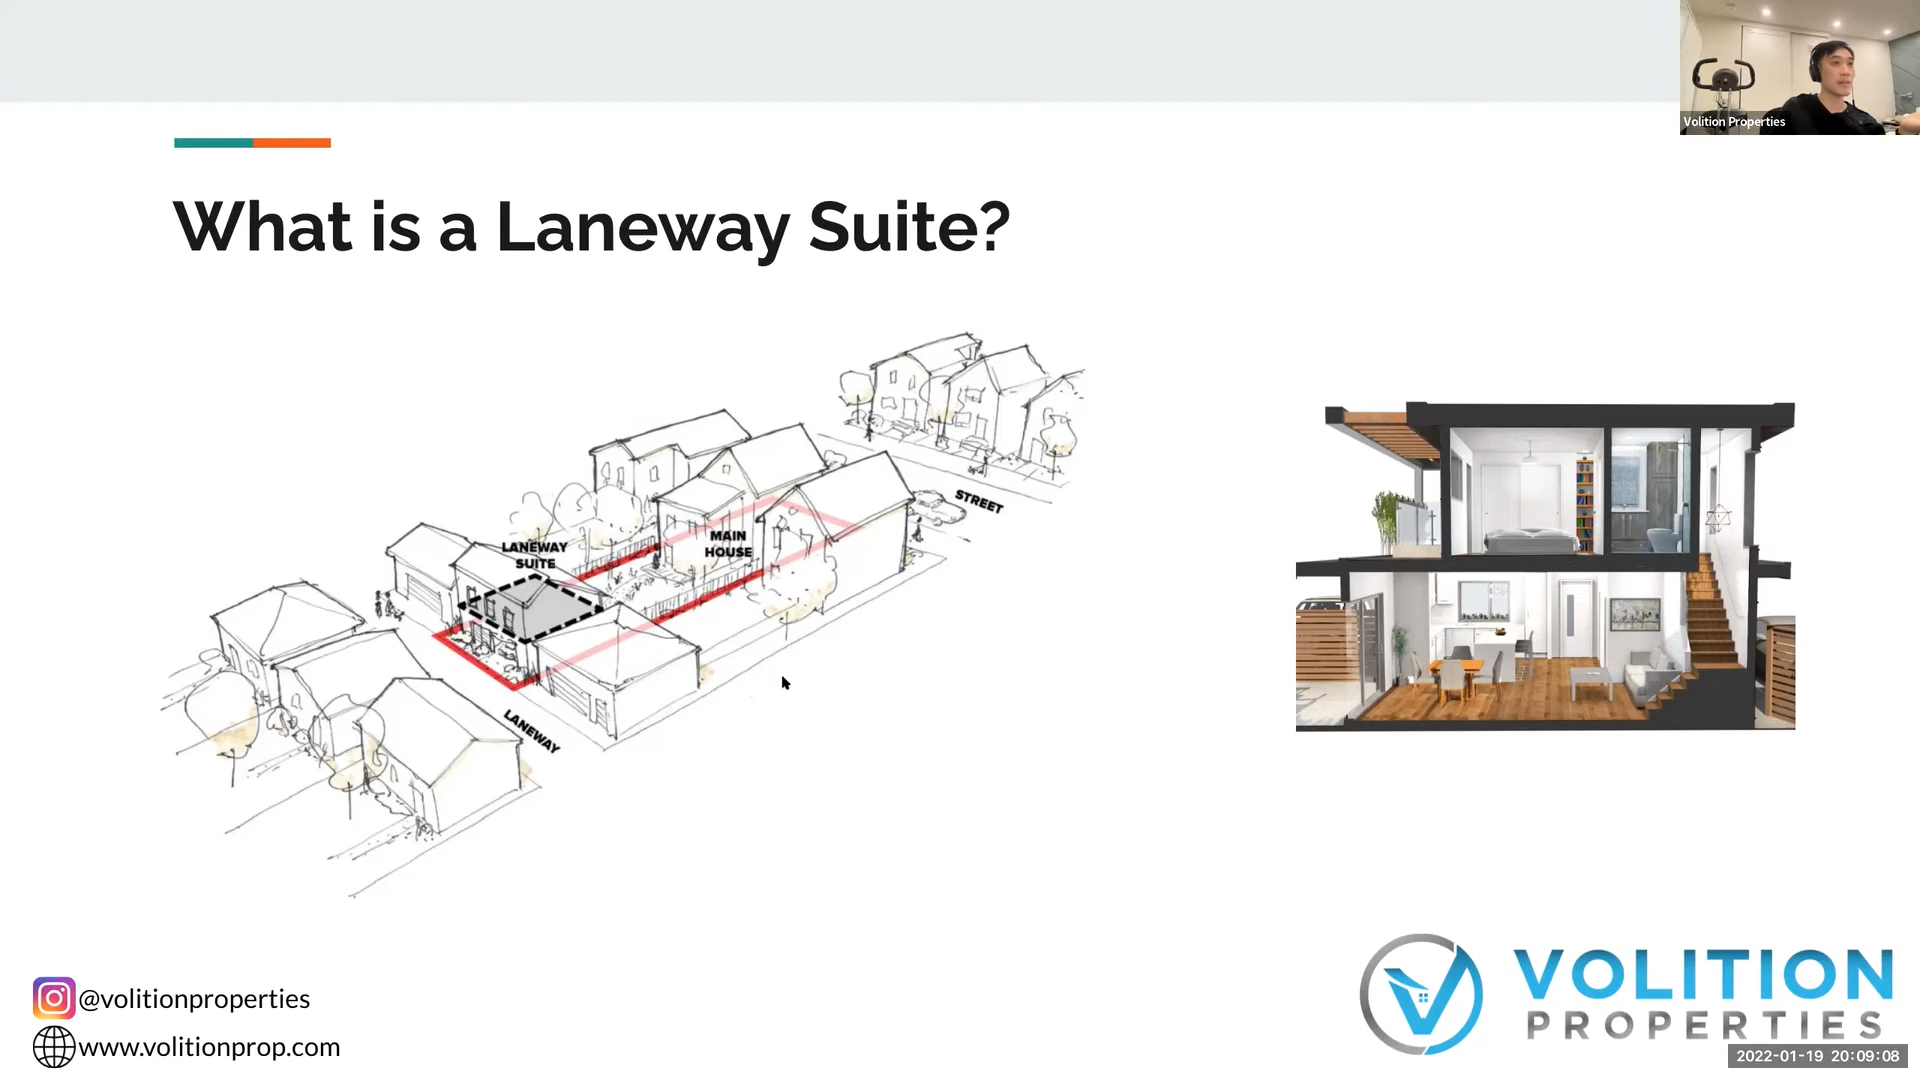 Volition Properties
What is a Laneway Suite?
STREET
MAIN
HOUSE
LANEWAY
SUITE
LANEWAY
@volitionproperties
www.volitionprop.com
VOLITION
PROPERTIES
2022-01-19 20:09:08